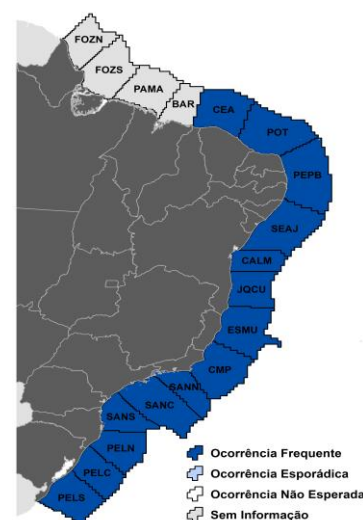 FOZN
FOZS
PAMA
BAR
CEA
POT
PEPB
SEAJ
CALM
JQCU
ESMU
CMP
SANN
SANC
SANS
PELN
PELC
PELS
Ocorrência Frequente
Ocorrência Esporádica
Ocorrência Não Esperada
Sem Informação